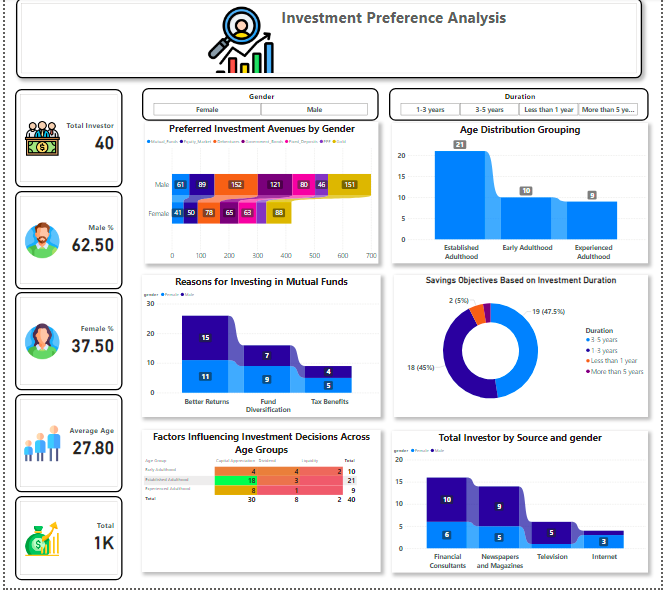 Investment Preference Analysis
Total Investor
40
Male %
62.50
Female %
37.50
Average Age
27.80
Total
1K
Gender
Female Male
Duration
1-3 years 3-5 years Less than 1 year More than 5 ye...
Preferred Investment Avenues by Gender
Mutual_Funds Equity_Market Debentures Government_Bonds Fixed_Deposits PPF Gold
Male 61 89 152 121 80 46 151
Female 41 50 78 65 63 88
0 100 200 300 400 500 600 700
Age Distribution Grouping
20
15
10
5
0
21
10
9
Established Adulthood
Early Adulthood
Experienced Adulthood
Reasons for Investing in Mutual Funds
gender Female Male
30
20
10
0
15
11
7
9
4
5
Better Returns
Fund Diversification
Tax Benefits
Savings Objectives Based on Investment Duration
2 (5%)
19 (47.5%)
18 (45%)
Duration
3-5 years
1-3 years
Less than 1 year
More than 5 years
Factors Influencing Investment Decisions Across
Age Groups
Age Group Capital Appreciation Dividend Total
Early Adulthood 4 4 2 10
Established Adulthood 18 3 21
Experienced Adulthood 8 1 9
Total 30 8 2 40
Total Investor by Source and gender
gender Female Male
20
15
10
5
0
10
6
9
5
5
3
Financial Consultants
Newspapers and Magazines
Television
Internet